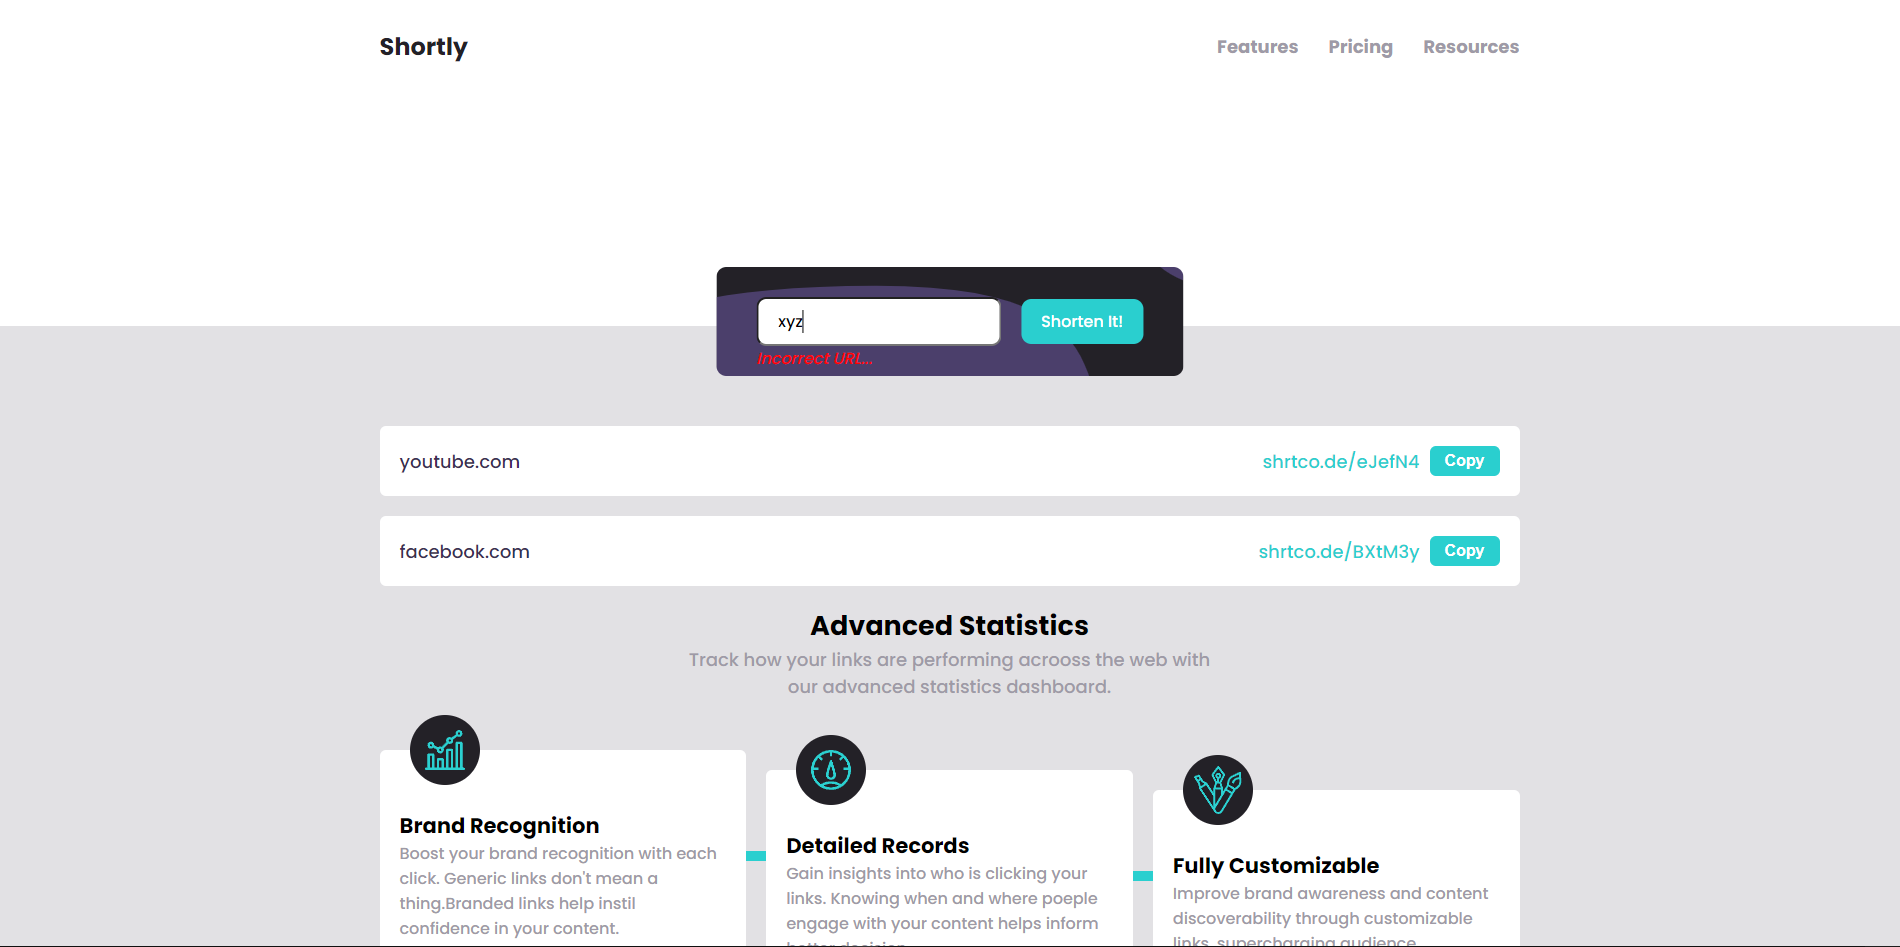 Shortly
Features Pricing Resources
xyz
Shorten It!
Incorrect URL...
youtube.com shrtco.de/eJefN4 Copy
facebook.com shrtco.de/BXtM3y Copy
Advanced Statistics
Track how your links are performing acrooss the web with
our advanced statistics dashboard.
Brand Recognition
Boost your brand recognition with each
click. Generic links don't mean a
thing.Branded links help instil
confidence in your content.
Detailed Records
Gain insights into who is clicking your
links. Knowing when and where poeple
engage with your content helps inform
better decision
Fully Customizable
Improve brand awareness and content
discoverability through customizable
links, supercharging audience